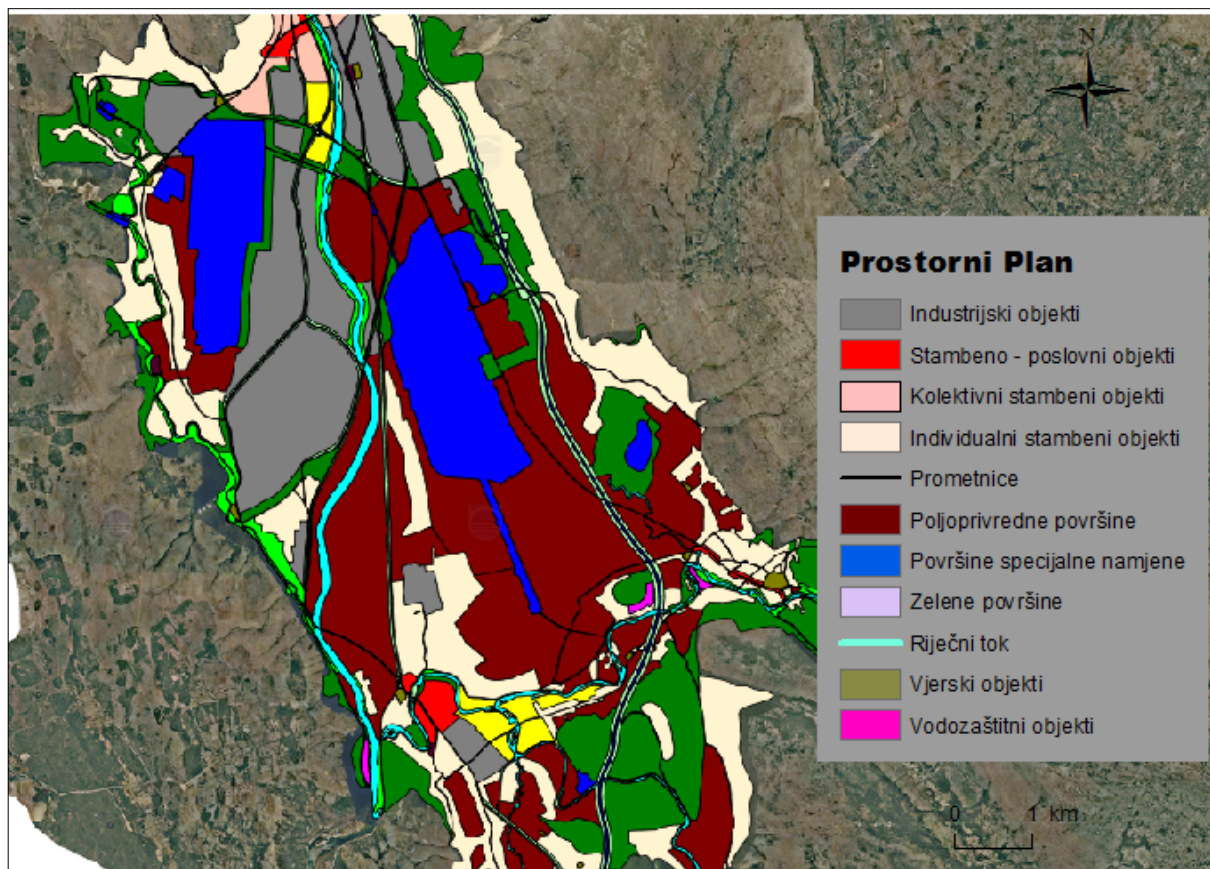 N
Prostorni Plan
Industrijski objekti
Stambeno - poslovni objekti
Kolektivni stambeni objekti
Individualni stambeni objekti
Prometnice
Poljoprivredne površine
Površine specijalne namjene
Zelene površine
Riječni tok
Vjerski objekti
Vodozaštitni objekti
0 1 km